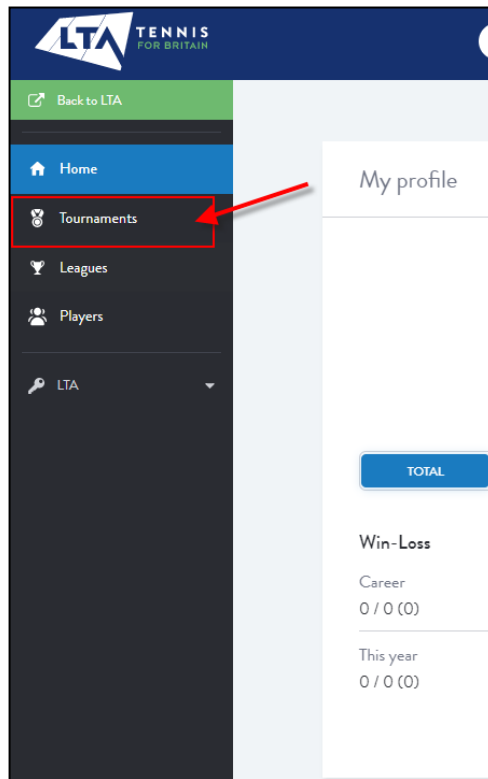 LTA TENNIS
FOR BRITAIN
Back to LTA
Home
Tournaments
Leagues
Players
LTA
My profile
TOTAL
Win-Loss
Career
0 / 0 (0)
This year
0 / 0 (0)